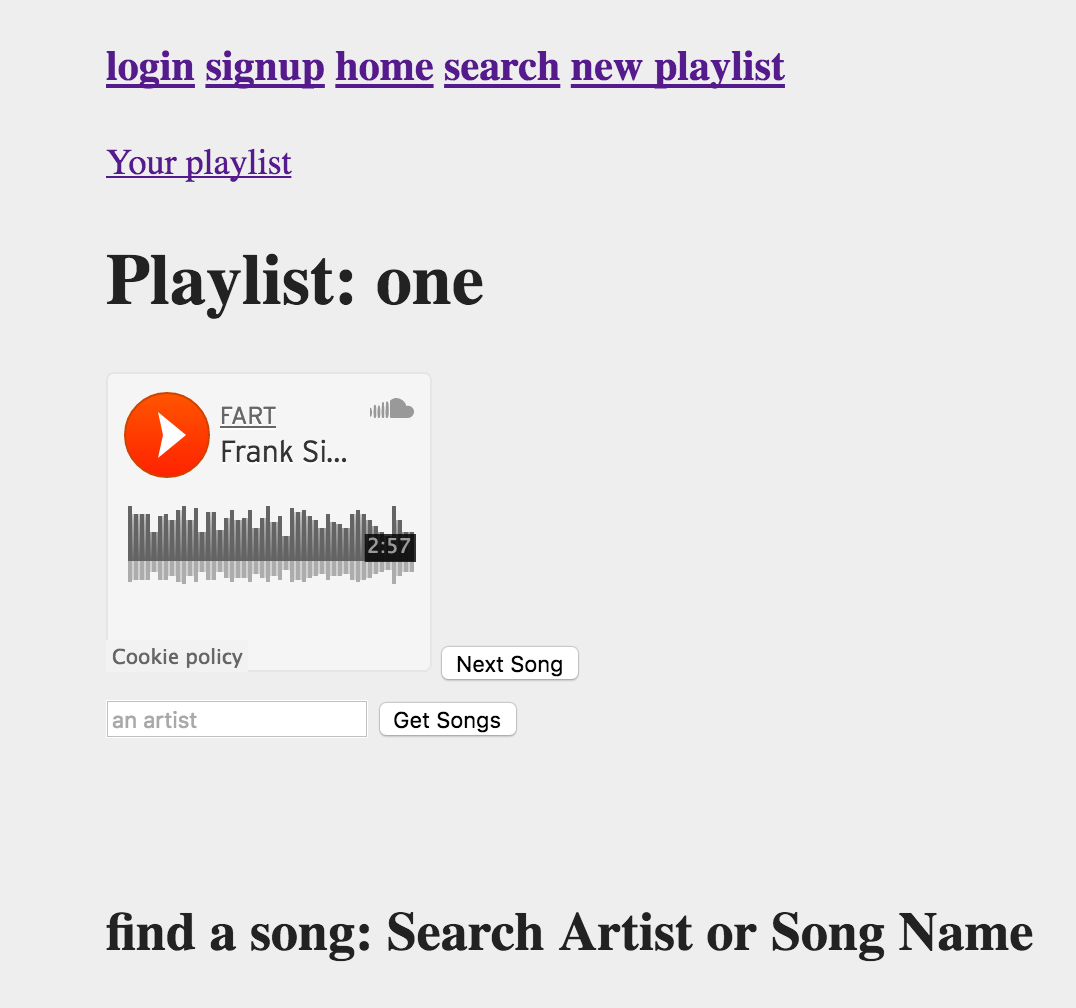 login signup home search new playlist
Your playlist
Playlist: one
FART
Frank Si...
2:57
Cookie policy
Next Song
an artist
Get Songs
find a song: Search Artist or Song Name